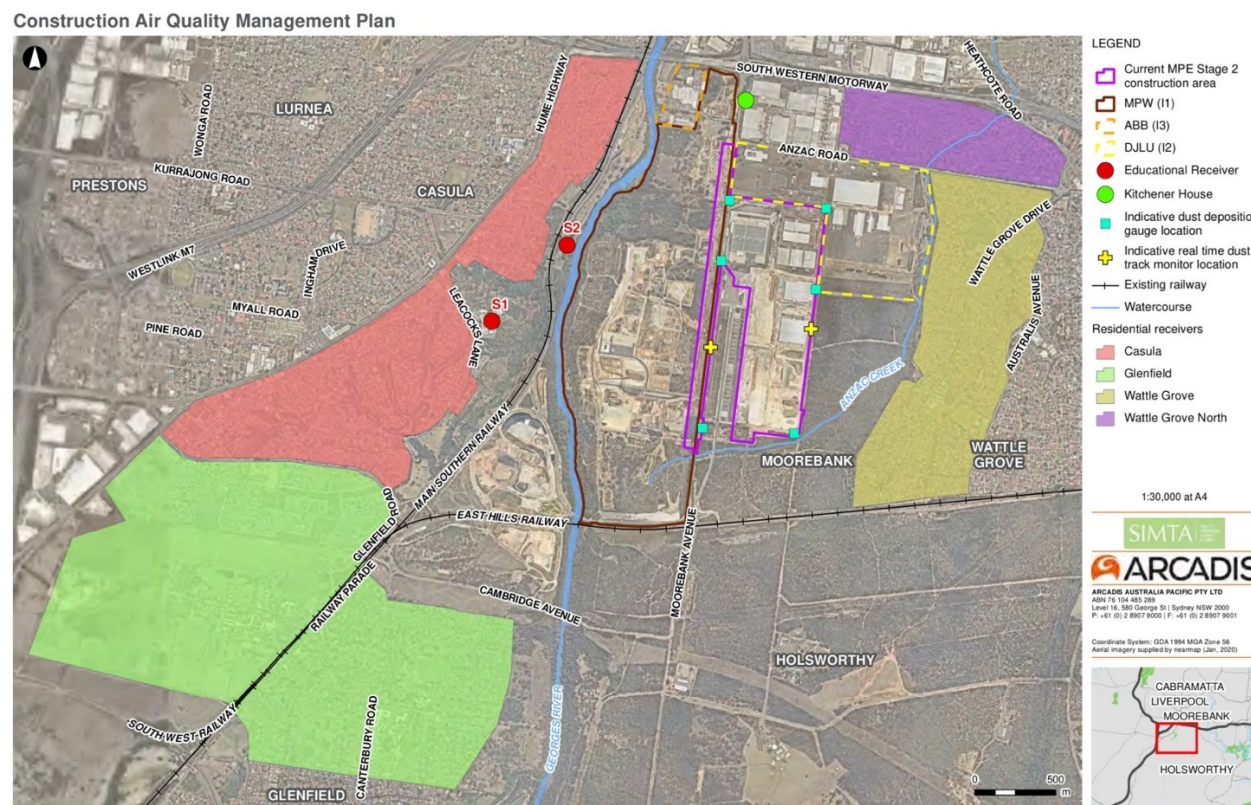 Construction Air Quality Management Plan
LURNEA
WONGA ROAD
KURRAJONG ROAD
PRESTONS
CASULA
HUME HIGHWAY
SOUTH WESTERN MOTORWAY
HEATHCOTE ROAD
ANZAC ROAD
WESTLINK M7
INGHAM DRIVE
MYALL ROAD
PINE ROAD
LEACOCKS LANE
S2
S1
WATTLE GROVE DRIVE
AUSTRALIS AVENUE
ANZAC CREEK
MOOREBANK
WATTLE
GROVE
MAIN SOUTHERN RAILWAY
GLENFIELD ROAD
EAST HILLS RAILWAY
RAILWAY PARADE
MOOREBANK AVENUE
CAMBRIDGE AVENUE
HOLSWORTHY
GEORGES RIVER
SOUTH WEST RAILWAY
CANTERBURY ROAD
GLENFIELD
0 500
m
LEGEND
Current MPE Stage 2
construction area
MPW (I1)
ABB (I3)
DJLU (I2)
Educational Receiver
Kitchener House
Indicative dust depositio
gauge location
Indicative real time dust
track monitor location
Existing railway
Watercourse
Residential receivers
Casula
Glenfield
Wattle Grove
Wattle Grove North
1:30,000 at A4
SIMTA
ARCADIS
ARCADIS AUSTRALIA PACIFIC PTY LTD
ABN 76 104 485 289
Level 16, 580 George St | Sydney NSW 2000
P: +61 (0) 2 8907 9000 | F: +61 (0) 2 8907 9001
Coordinate System: GDA 1994 MGA Zone 56
Aerial imagery supplied by nearmap (Jan, 2020)
CABRAMATTA
LIVERPOOL
MOOREBANK
HOLSWORTHY